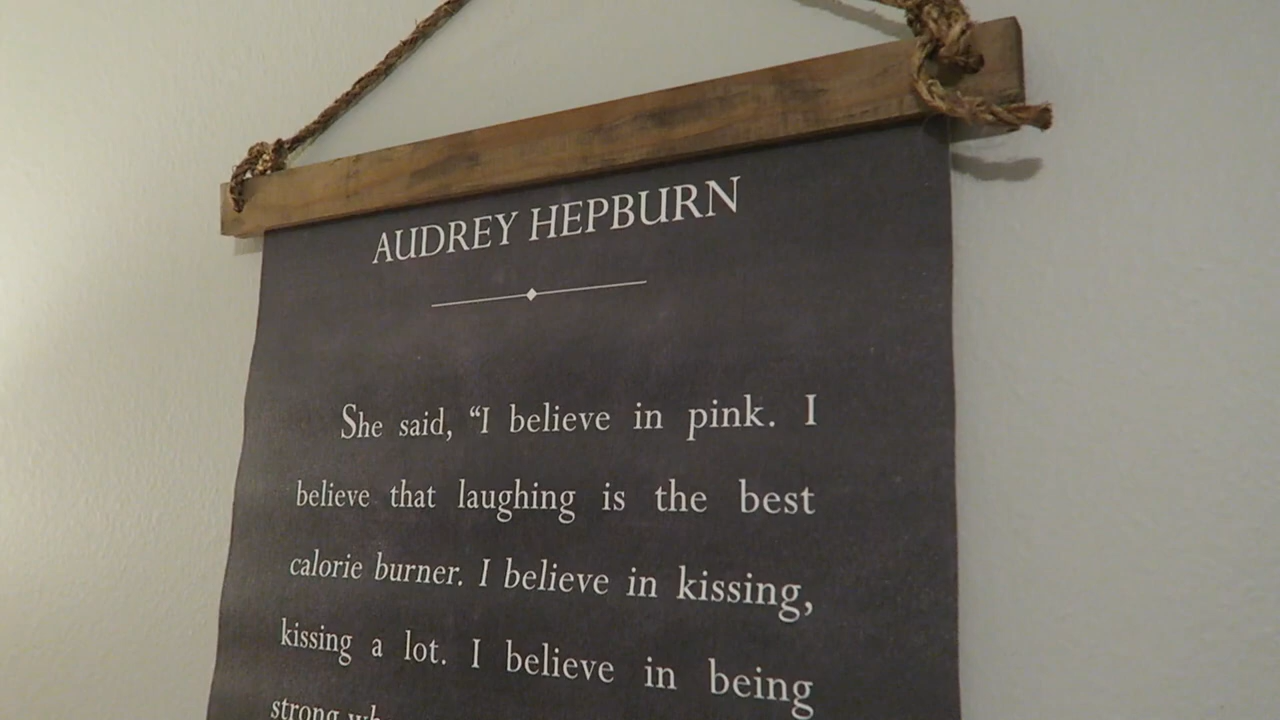 AUDREY HEPBURN
She said, “I believe in pink. I
believe that laughing is the best
calorie burner. I believe in kissing,
kissing a lot. I believe in being
strong